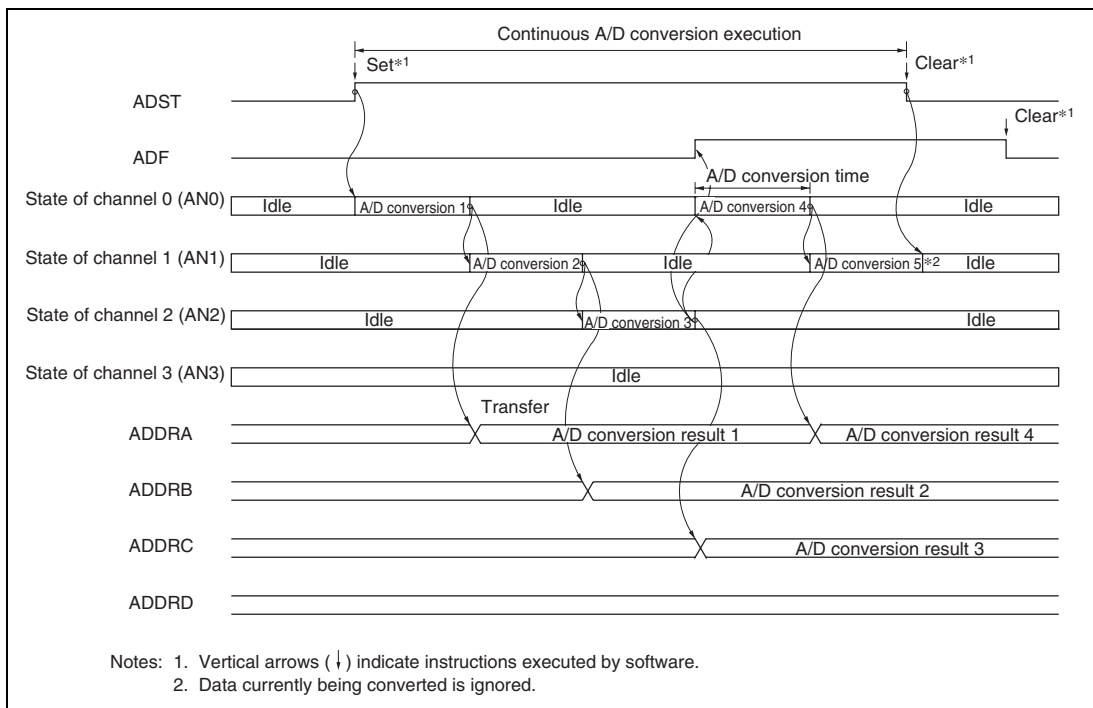 Continuous A/D conversion execution
Set*1
Clear*1
ADST
Clear*1
ADF
A/D conversion time
State of channel 0 (AN0)
Idle
A/D conversion 1
Idle
A/D conversion 4
Idle
State of channel 1 (AN1)
Idle
A/D conversion 2
Idle
A/D conversion 5
*2
Idle
State of channel 2 (AN2)
Idle
A/D conversion 3
Idle
State of channel 3 (AN3)
Idle
Transfer
ADDRA
A/D conversion result 1
A/D conversion result 4
ADDRB
A/D conversion result 2
ADDRC
A/D conversion result 3
ADDRD
Notes: 1. Vertical arrows (↓) indicate instructions executed by software.
2. Data currently being converted is ignored.